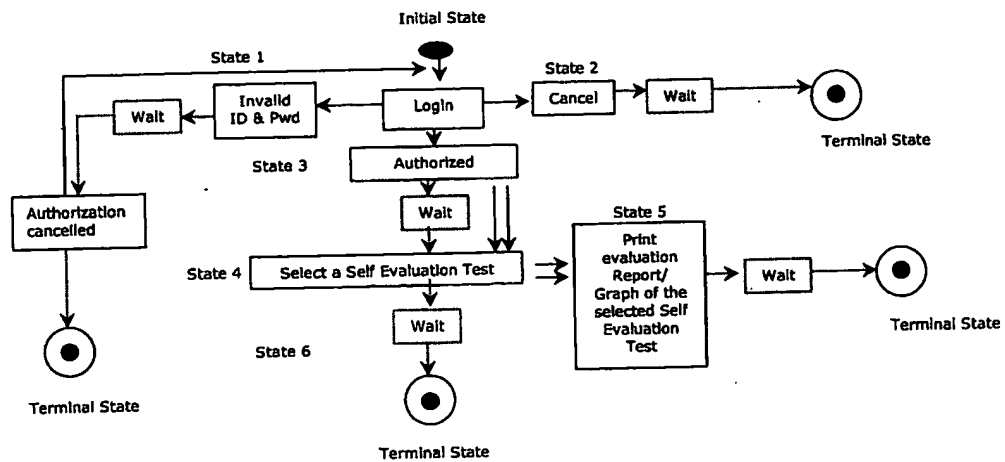 Initial State
State 1
State 2
Invalid
ID & Pwd
Wait
Login
Cancel
Wait
Terminal State
State 3
Authorized
Wait
Authorization
cancelled
State 4
Select a Self Evaluation Test
State 5
Print
evaluation
Report/
Graph of the
selected Self
Evaluation
Test
Wait
Terminal State
Wait
State 6
Terminal State
Terminal State